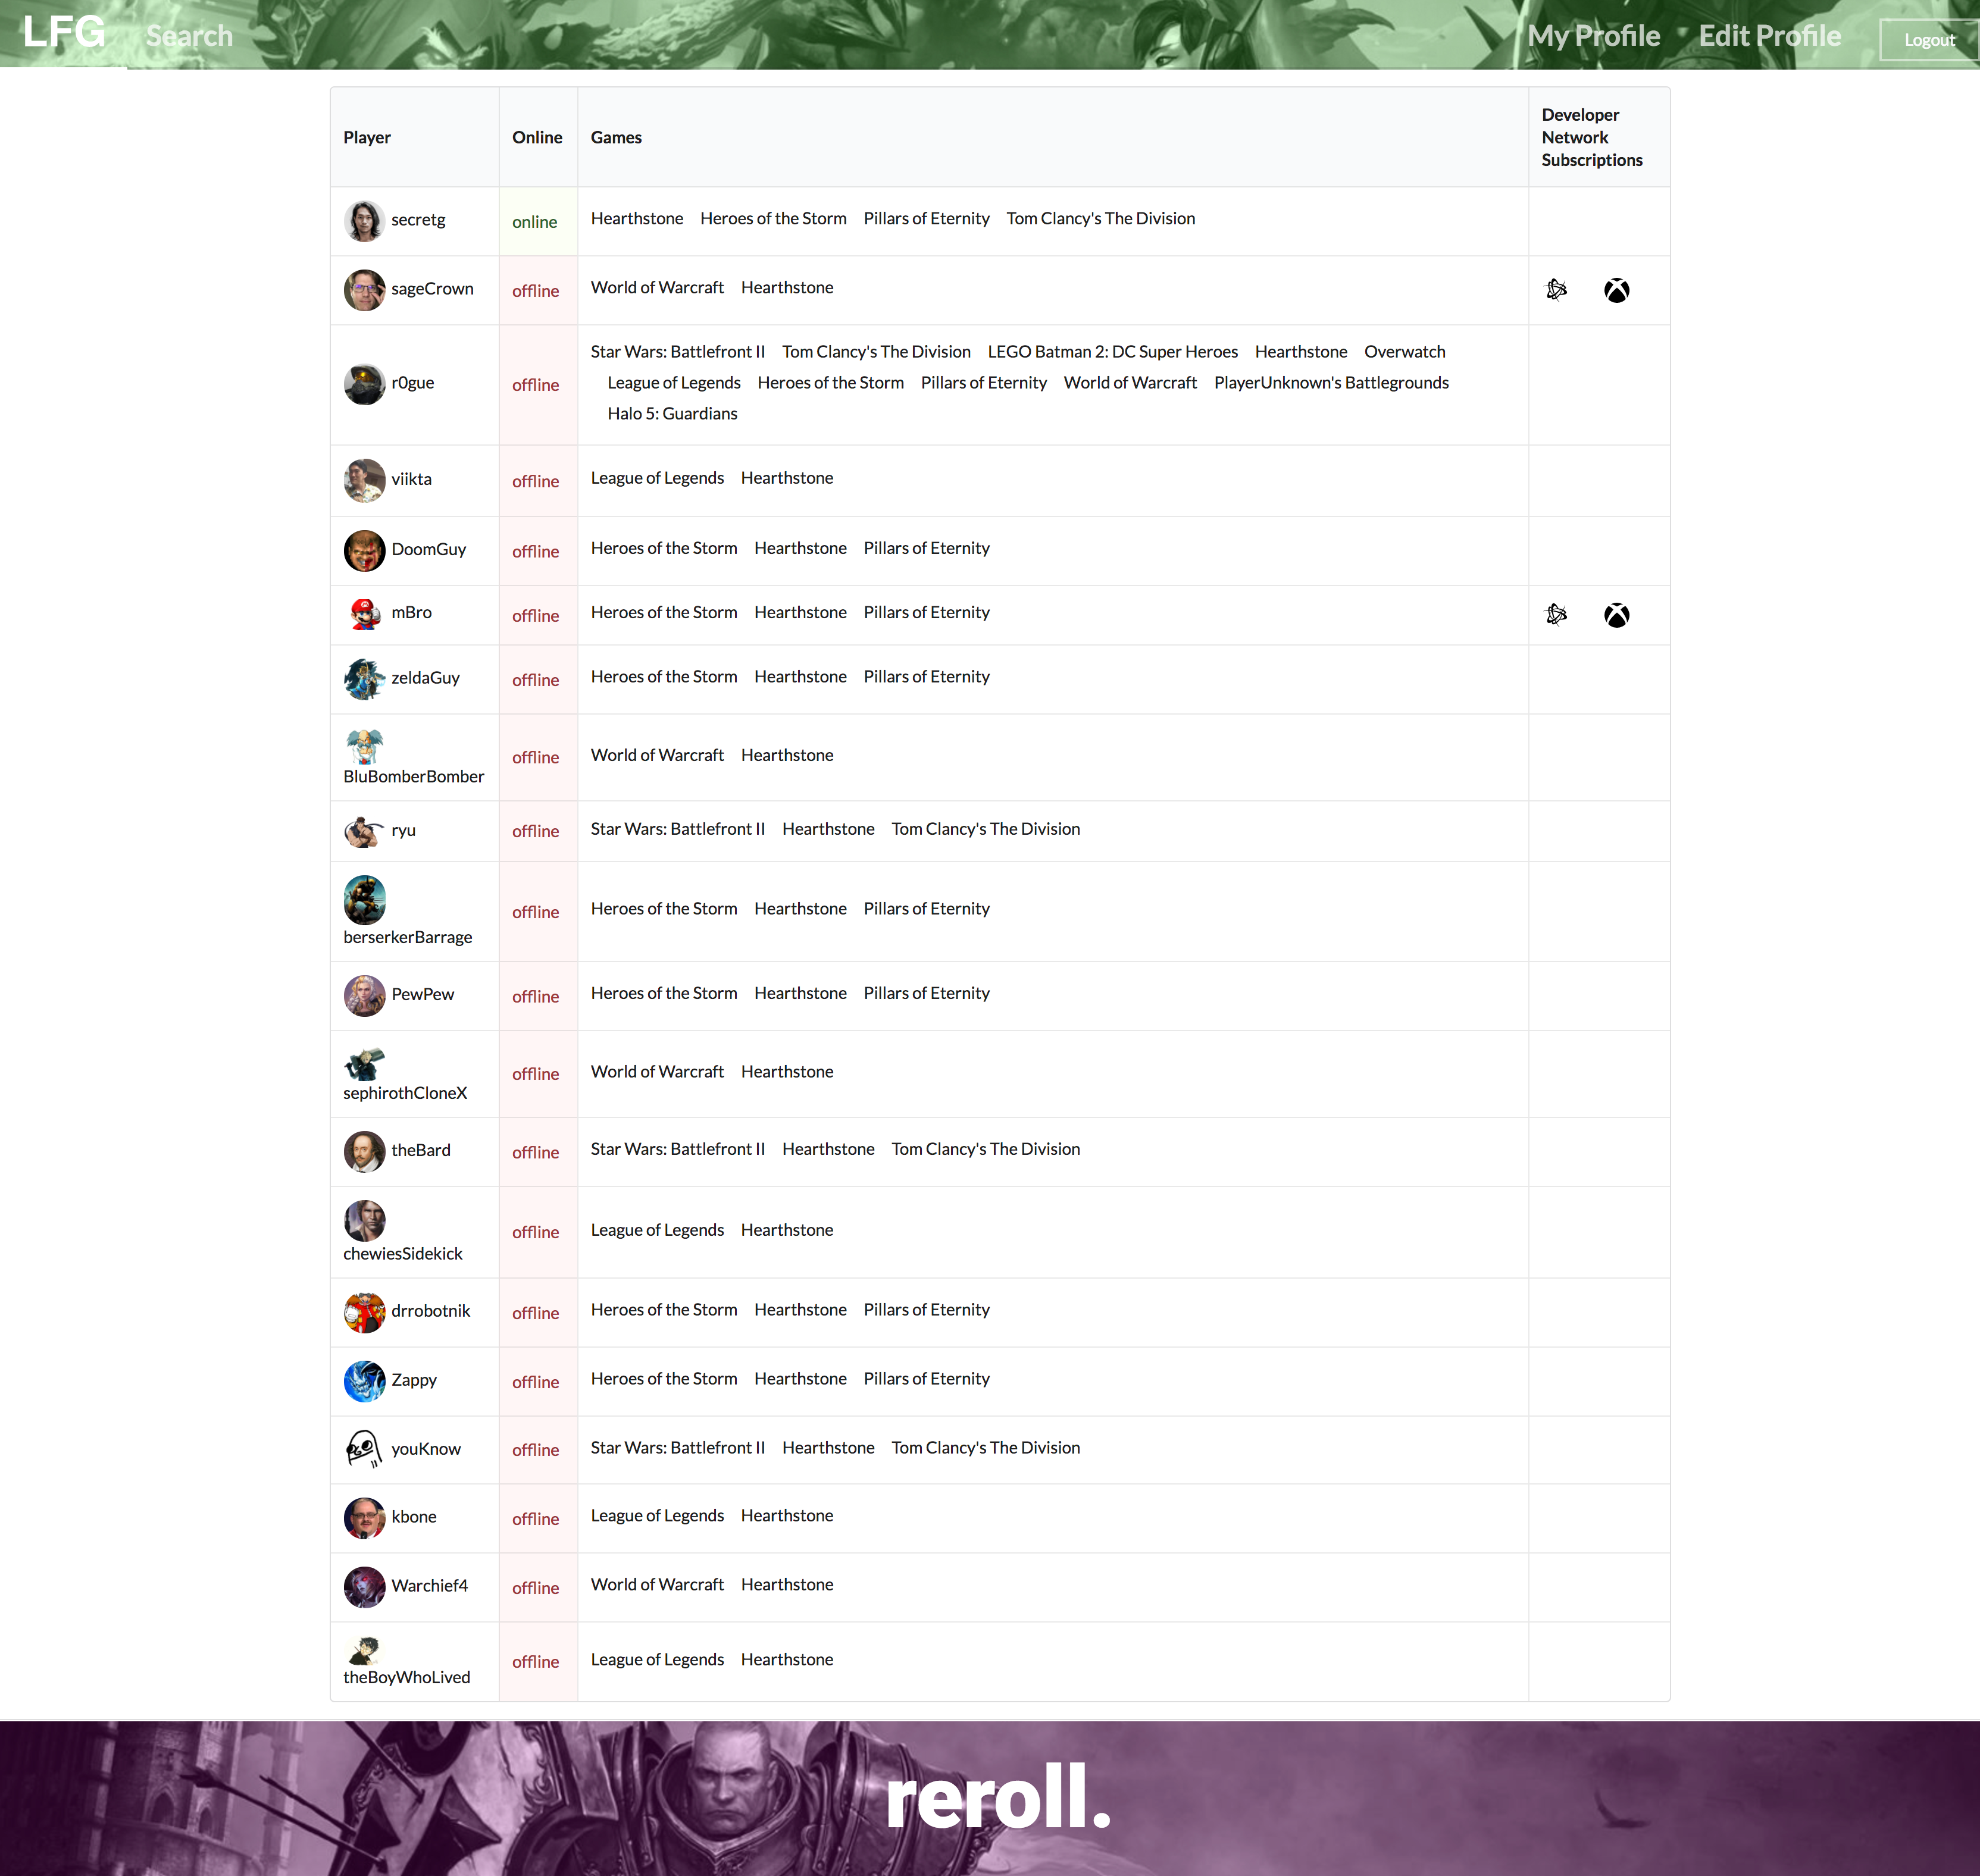 LFG Search My Profile Edit Profile Logout
Player Online Games Developer Network Subscriptions
secretg online Hearthstone Heroes of the Storm Pillars of Eternity Tom Clancy's The Division
sageCrown offline World of Warcraft Hearthstone
r0gue offline Star Wars: Battlefront II Tom Clancy's The Division LEGO Batman 2: DC Super Heroes Hearthstone Overwatch
League of Legends Heroes of the Storm Pillars of Eternity World of Warcraft PlayerUnknown's Battlegrounds
Halo 5: Guardians
viikta offline League of Legends Hearthstone
DoomGuy offline Heroes of the Storm Hearthstone Pillars of Eternity
mBro offline Heroes of the Storm Hearthstone Pillars of Eternity
zeldaGuy offline Heroes of the Storm Hearthstone Pillars of Eternity
BluBomberBomber offline World of Warcraft Hearthstone
ryu offline Star Wars: Battlefront II Hearthstone Tom Clancy's The Division
berserkerBarrage offline Heroes of the Storm Hearthstone Pillars of Eternity
PewPew offline Heroes of the Storm Hearthstone Pillars of Eternity
sephirothCloneX offline World of Warcraft Hearthstone
theBard offline Star Wars: Battlefront II Hearthstone Tom Clancy's The Division
chewiesSidekick offline League of Legends Hearthstone
drrobotnik offline Heroes of the Storm Hearthstone Pillars of Eternity
Zappy offline Heroes of the Storm Hearthstone Pillars of Eternity
youKnow offline Star Wars: Battlefront II Hearthstone Tom Clancy's The Division
kbone offline League of Legends Hearthstone
Warchief4 offline World of Warcraft Hearthstone
theBoyWhoLived offline League of Legends Hearthstone
reroll.